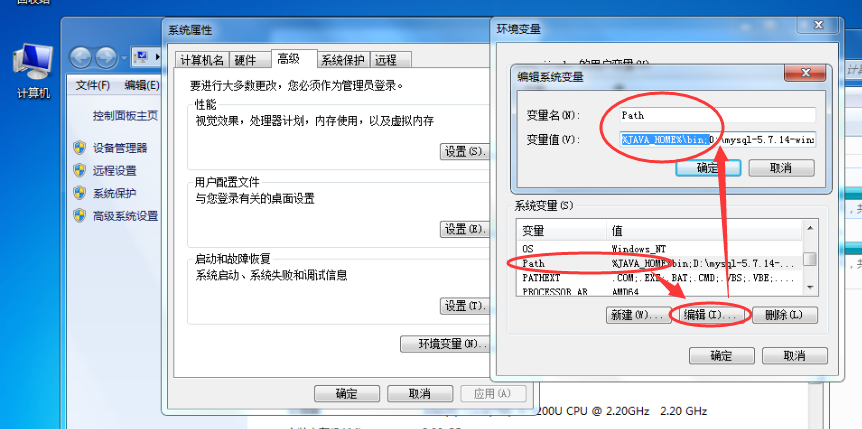 计算机
文件(F) 编辑(E)
控制面板主页
设备管理器
远程设置
系统保护
高级系统设置
系统属性
计算机名 硬件 高级 系统保护 远程
要进行大多数更改，您必须作为管理员登录。
性能
视觉效果，处理器计划，内存使用，以及虚拟内存
设置(S)..
用户配置文件
与您登录有关的桌面设置
设置(E)..
启动和故障恢复
系统启动、系统失败和调试信息
设置(T)..
环境变量(N)..
确定 取消 应用(A)
环境变量
的用户变量(U)
编辑系统变量
变量名(N): Path
变量值(V): %JAVA_HOME%\bin;D:\mysql-5.7.14-win
确定 取消
系统变量(S)
变量 值
OS Windows_NT
Path %JAVA_HOME%bin;D:\mysql-5.7.14-...
PATHEXT .COM;.EXE;.BAT;.CMD;.VBS;.VBE;....
PROCESSOR_AR AMD64
新建(W)... 编辑(I)... 删除(L)
确定 取消
200U CPU @ 2.20GHz 2.20 GHz